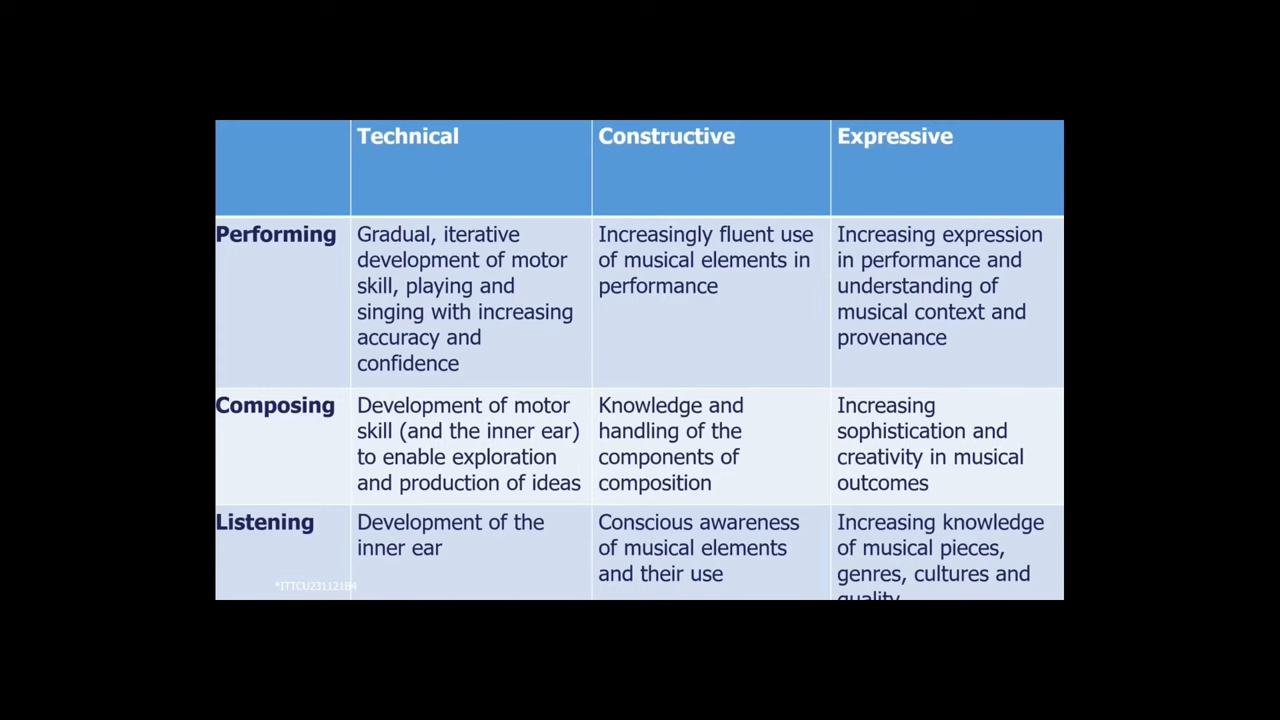 Technical
Constructive
Expressive
Performing
Gradual, iterative
development of motor
skill, playing and
singing with increasing
accuracy and
confidence
Increasingly fluent use
of musical elements in
performance
Increasing expression
in performance and
understanding of
musical context and
provenance
Composing
Development of motor
skill (and the inner ear)
to enable exploration
and production of ideas
Knowledge and
handling of the
components of
composition
Increasing
sophistication and
creativity in musical
outcomes
Listening
Development of the
inner ear
Conscious awareness
of musical elements
and their use
Increasing knowledge
of musical pieces,
genres, cultures and
quality